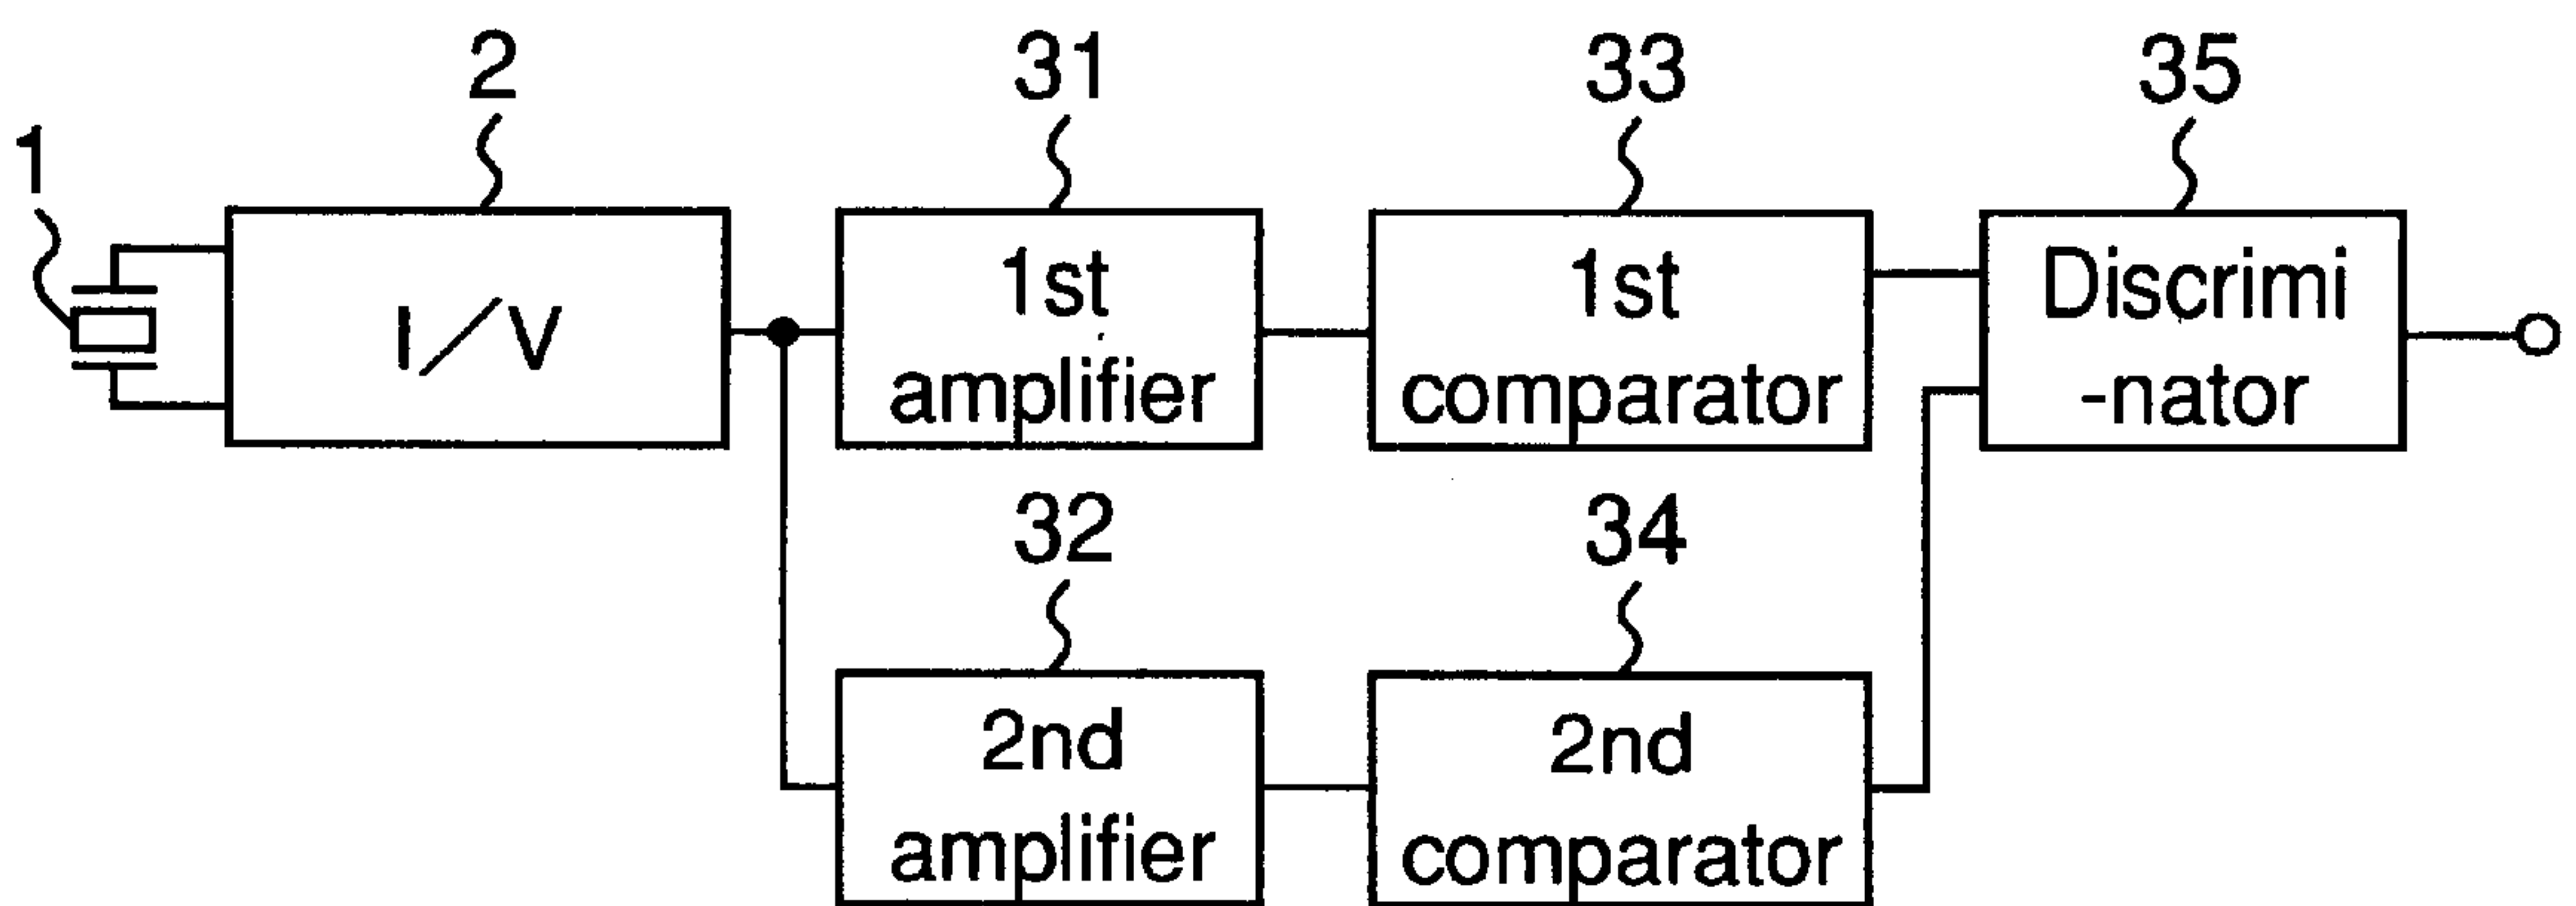 1
2
31
33
35
I/V
1st
amplifier
1st
comparator
Discrimi
-nator
32
34
2nd
amplifier
2nd
comparator